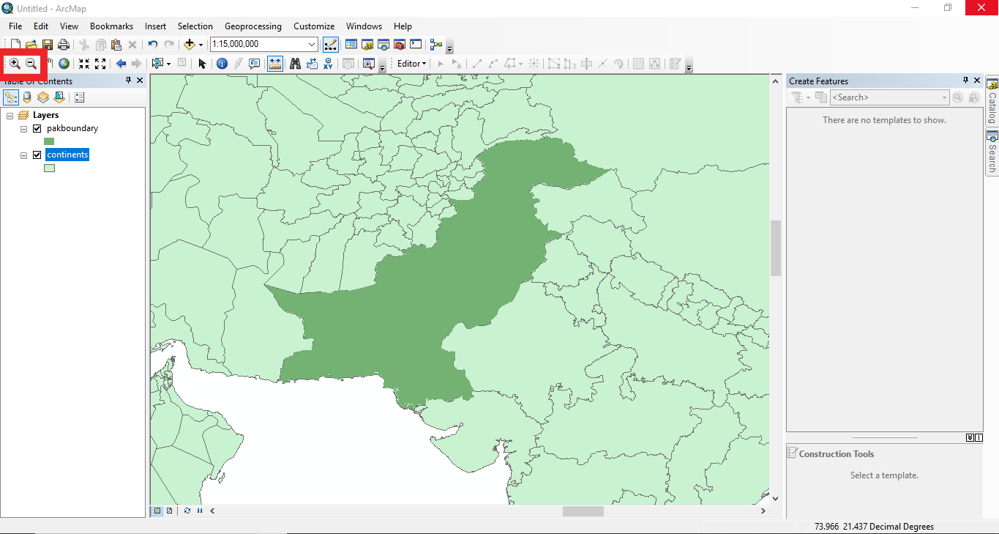 Untitled - ArcMap
File Edit View Bookmarks Insert Selection Geoprocessing Customize Windows Help
1:15,000,000
Editor
Table Of Contents
Layers
pakboundary
continents
Create Features
<Search>
There are no templates to show.
Construction Tools
Select a template.
Catalog
Search
73.966 21.437 Decimal Degrees